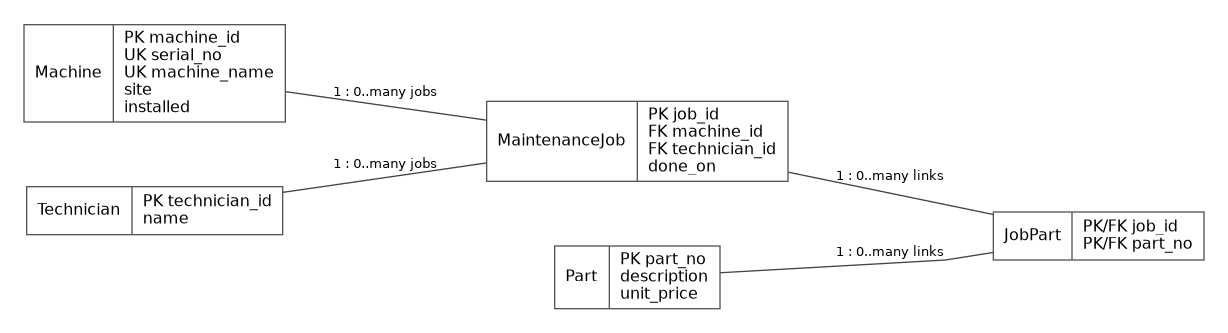 Machine
PK machine_id
UK serial_no
UK machine_name
site
installed
1 : 0..many jobs
MaintenanceJob
PK job_id
FK machine_id
FK technician_id
done_on
1 : 0..many jobs
Technician
PK technician_id
name
1 : 0..many links
JobPart
PK/FK job_id
PK/FK part_no
1 : 0..many links
Part
PK part_no
description
unit_price